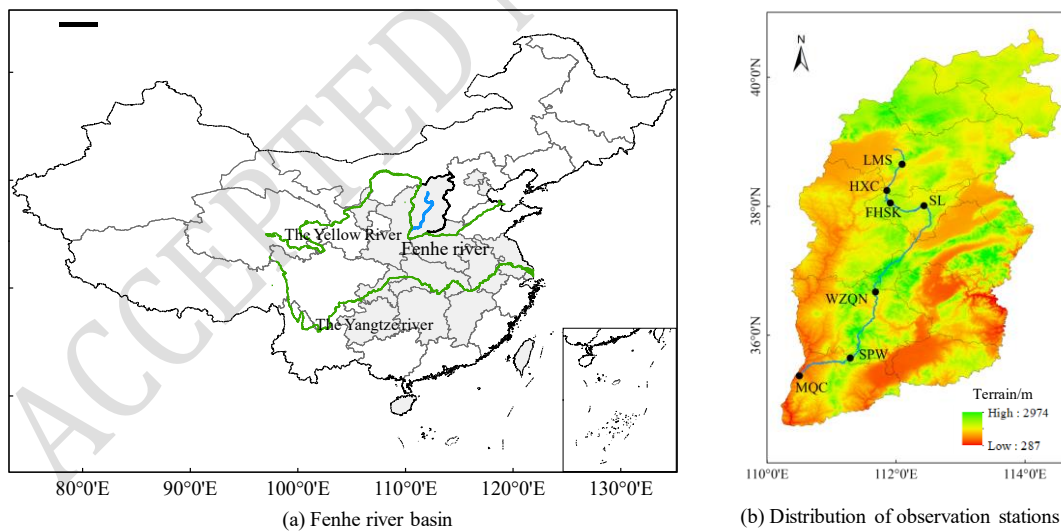 ACCEPTED
The Yellow River
Fenhe river
The Yangtze river
80°0'E 90°0'E 100°0'E 110°0'E 120°0'E 130°0'E
(a) Fenhe river basin
N
40°0'N
38°0'N
36°0'N
LMS
HXC
FHSK
SL
WZQN
SPW
MQC
Terrain/m
High : 2974
Low : 287
110°0'E 112°0'E 114°0'E
(b) Distribution of observation stations